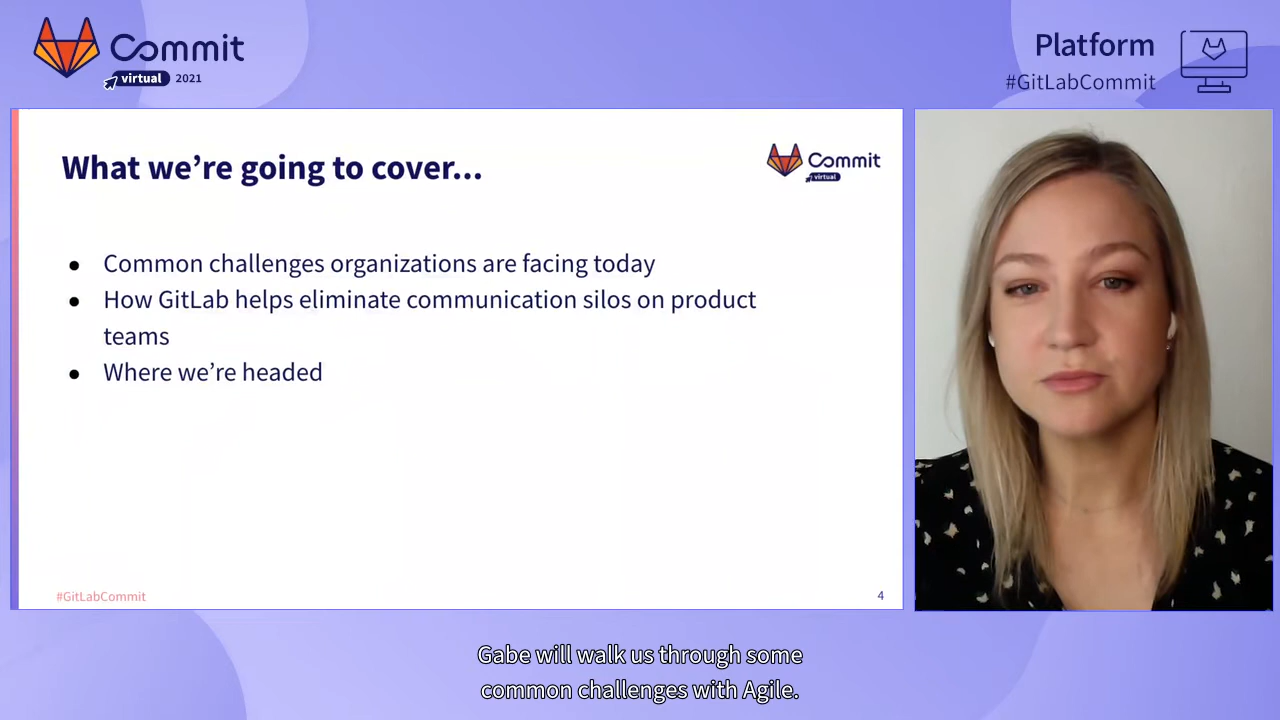 Commit
virtual 2021
Platform
#GitLabCommit
What we're going to cover...
Commit
virtual
● Common challenges organizations are facing today
● How GitLab helps eliminate communication silos on product
teams
● Where we're headed
#GitLabCommit
4
Gabe will walk us through some
common challenges with Agile.